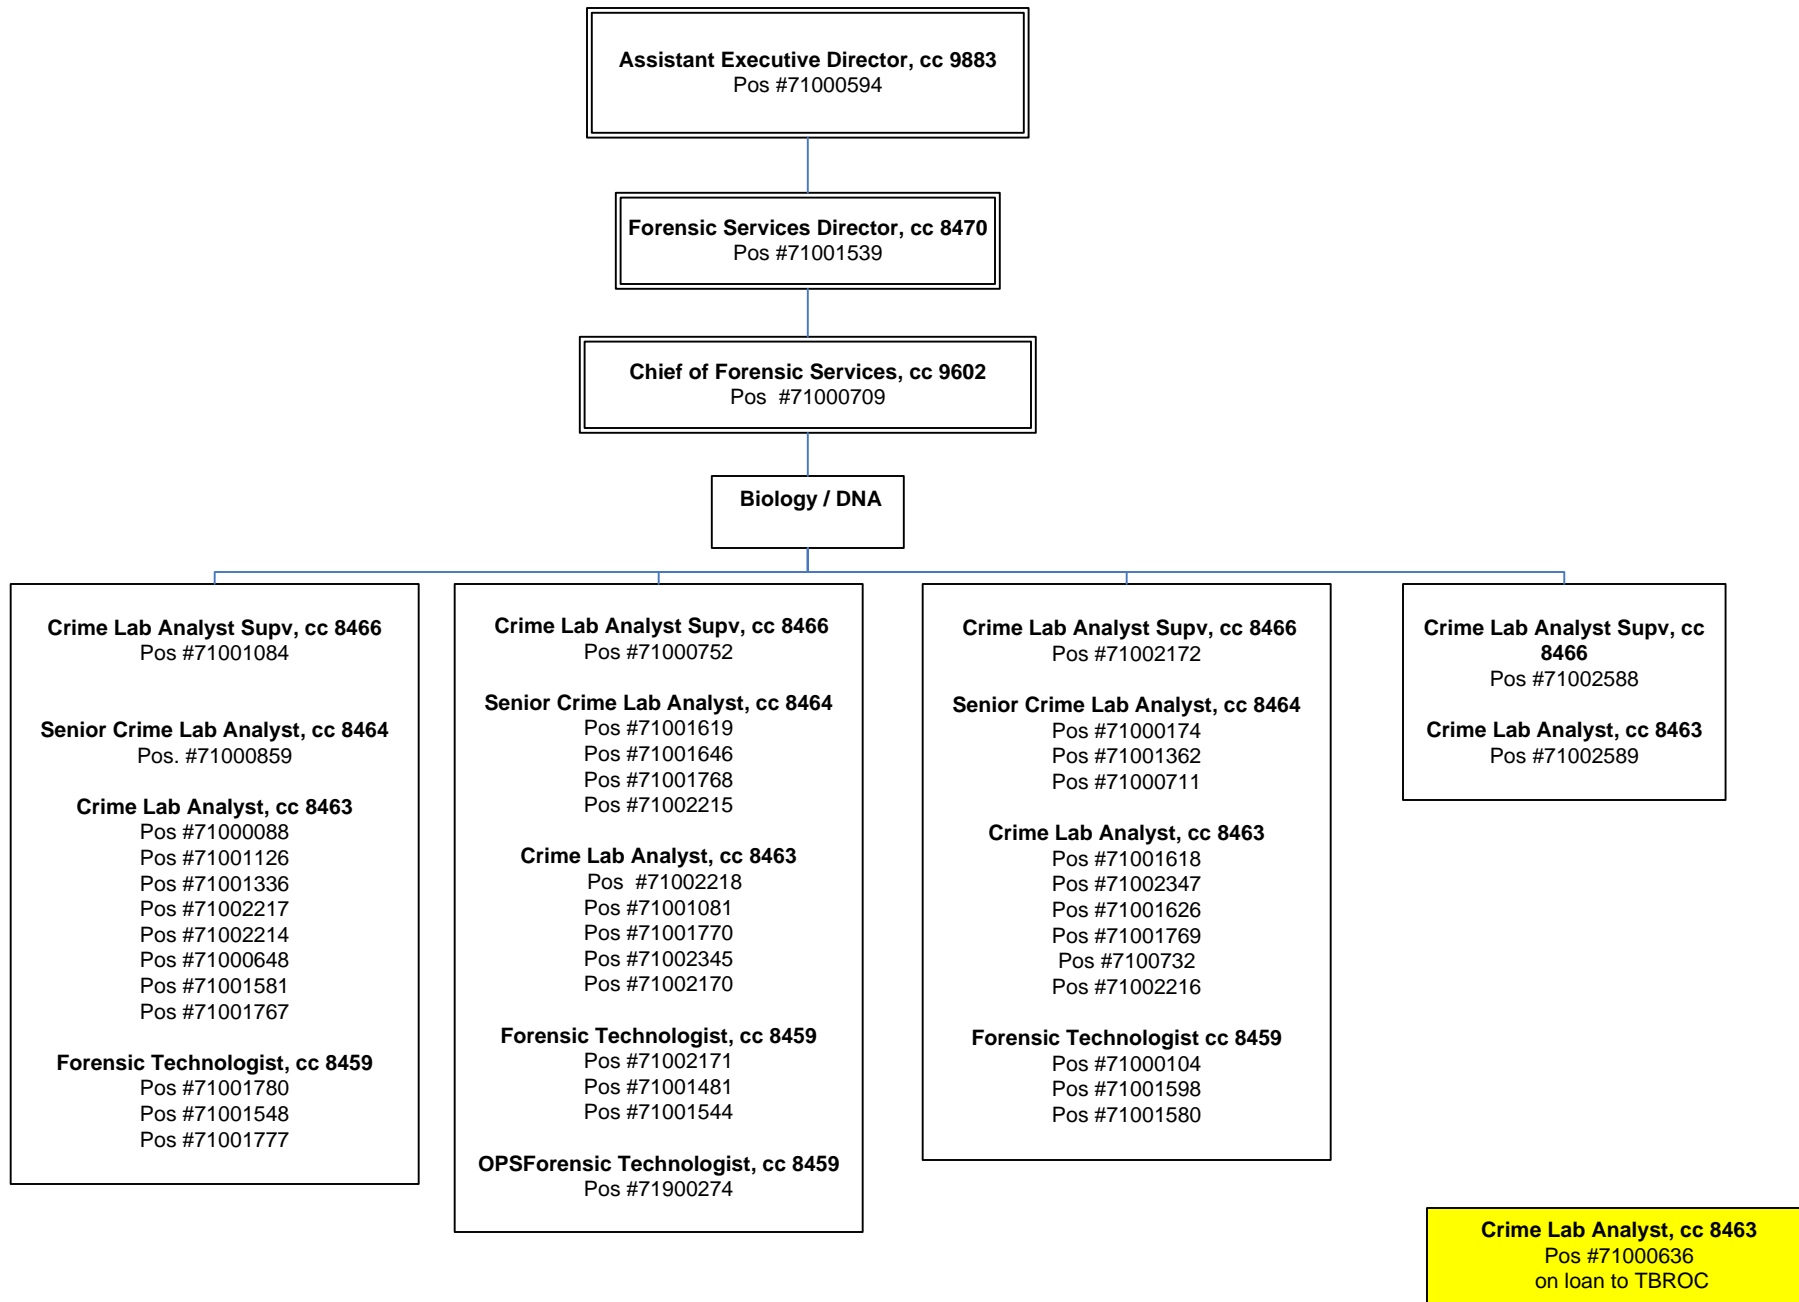 Assistant Executive Director, cc 9883
Pos #71000594
Forensic Services Director, cc 8470
Pos #71001539
Chief of Forensic Services, cc 9602
Pos  #71000709
Biology / DNA
Crime Lab Analyst Supv, cc 8466
Pos #71001084
Senior Crime Lab Analyst, cc 8464
Pos. #71000859
Crime Lab Analyst, cc 8463
Pos #71000088
Pos #71001126
Pos #71001336
Pos #71002217
Pos #71002214
Pos #71000648
Pos #71001581
Pos #71001767
Forensic Technologist, cc 8459
Pos #71001780
Pos #71001548
Pos #71001777
Crime Lab Analyst Supv, cc 8466
Pos #71000752
Senior Crime Lab Analyst, cc 8464
Pos #71001619
Pos #71001646
Pos #71001768
Pos #71002215
Crime Lab Analyst, cc 8463
Pos  #71002218
Pos #71001081
Pos #71001770
Pos #71002345
Pos #71002170
Forensic Technologist, cc 8459
Pos #71002171
Pos #71001481
Pos #71001544
OPSForensic Technologist, cc 8459
Pos #71900274
Crime Lab Analyst Supv, cc 8466
Pos #71002172
Senior Crime Lab Analyst, cc 8464
Pos #71000174
Pos #71001362
Pos #71000711
Crime Lab Analyst, cc 8463
Pos #71001618
Pos #71002347
Pos #71001626
Pos #71001769
Pos #7100732
Pos #71002216
Forensic Technologist cc 8459
Pos #71000104
Pos #71001598
Pos #71001580
Crime Lab Analyst Supv, cc
8466
Pos #71002588
Crime Lab Analyst, cc 8463
Pos #71002589
Crime Lab Analyst, cc 8463
Pos #71000636
on loan to TBROC